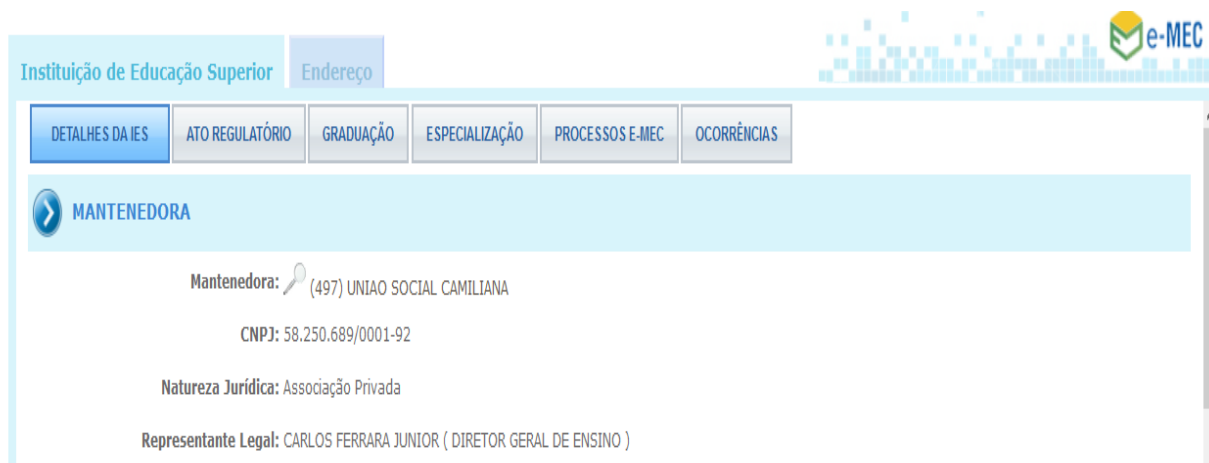 e-MEC
Instituição de Educação Superior Endereço
DETALHES DA IES ATO REGULATÓRIO GRADUAÇÃO ESPECIALIZAÇÃO PROCESSOS E-MEC OCORRÊNCIAS
MANTENEDORA
Mantenedora: (497) UNIAO SOCIAL CAMILIANA
CNPJ: 58.250.689/0001-92
Natureza Jurídica: Associação Privada
Representante Legal: CARLOS FERRARA JUNIOR ( DIRETOR GERAL DE ENSINO )